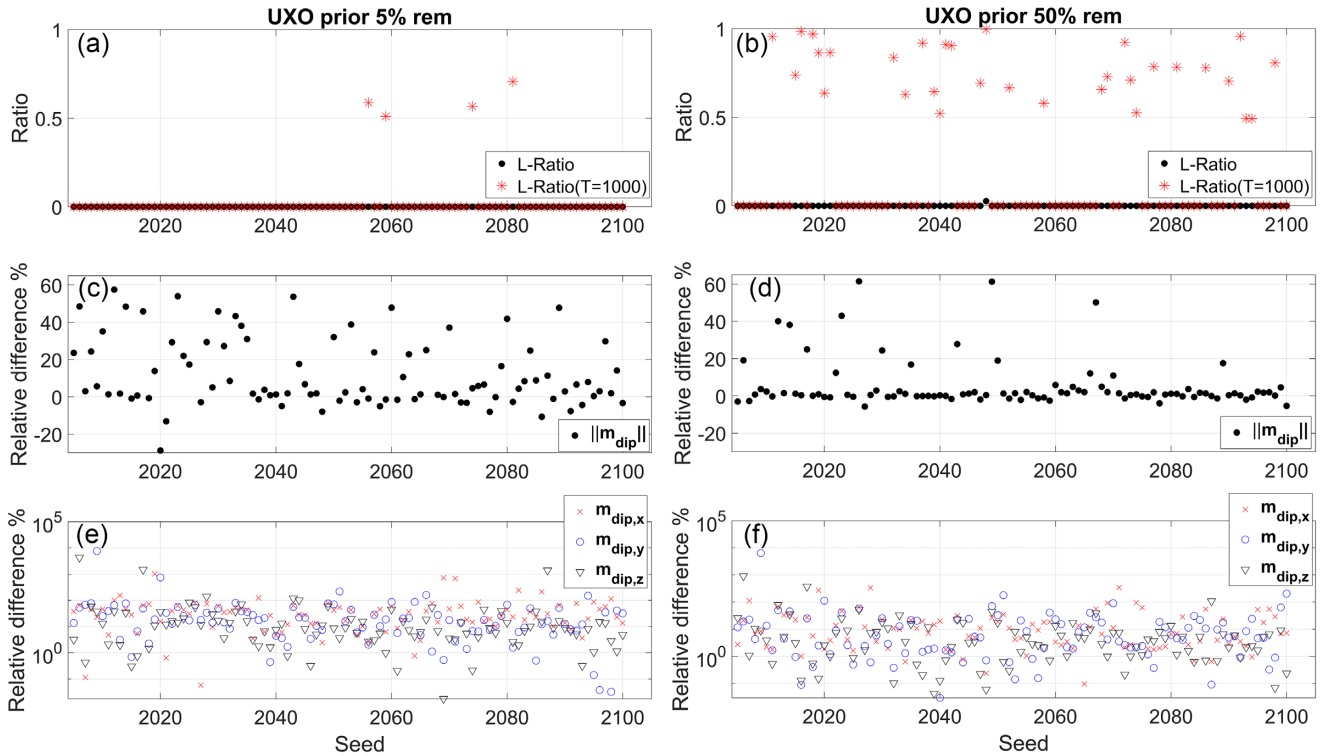 UXO prior 5% rem
(a)
1
0.5
0
Ratio
L-Ratio
L-Ratio(T=1000)
2020
2040
2060
2080
2100
UXO prior 50% rem
(b)
1
0.5
0
Ratio
L-Ratio
L-Ratio(T=1000)
2020
2040
2060
2080
2100
(c)
60
40
20
0
-20
Relative difference %
||m_dip||
2020
2040
2060
2080
2100
(d)
60
40
20
0
-20
Relative difference %
||m_dip||
2020
2040
2060
2080
2100
(e)
10^5
10^0
Relative difference %
m_dip,x
m_dip,y
m_dip,z
2020
2040
2060
2080
2100
Seed
(f)
10^5
10^0
Relative difference %
m_dip,x
m_dip,y
m_dip,z
2020
2040
2060
2080
2100
Seed